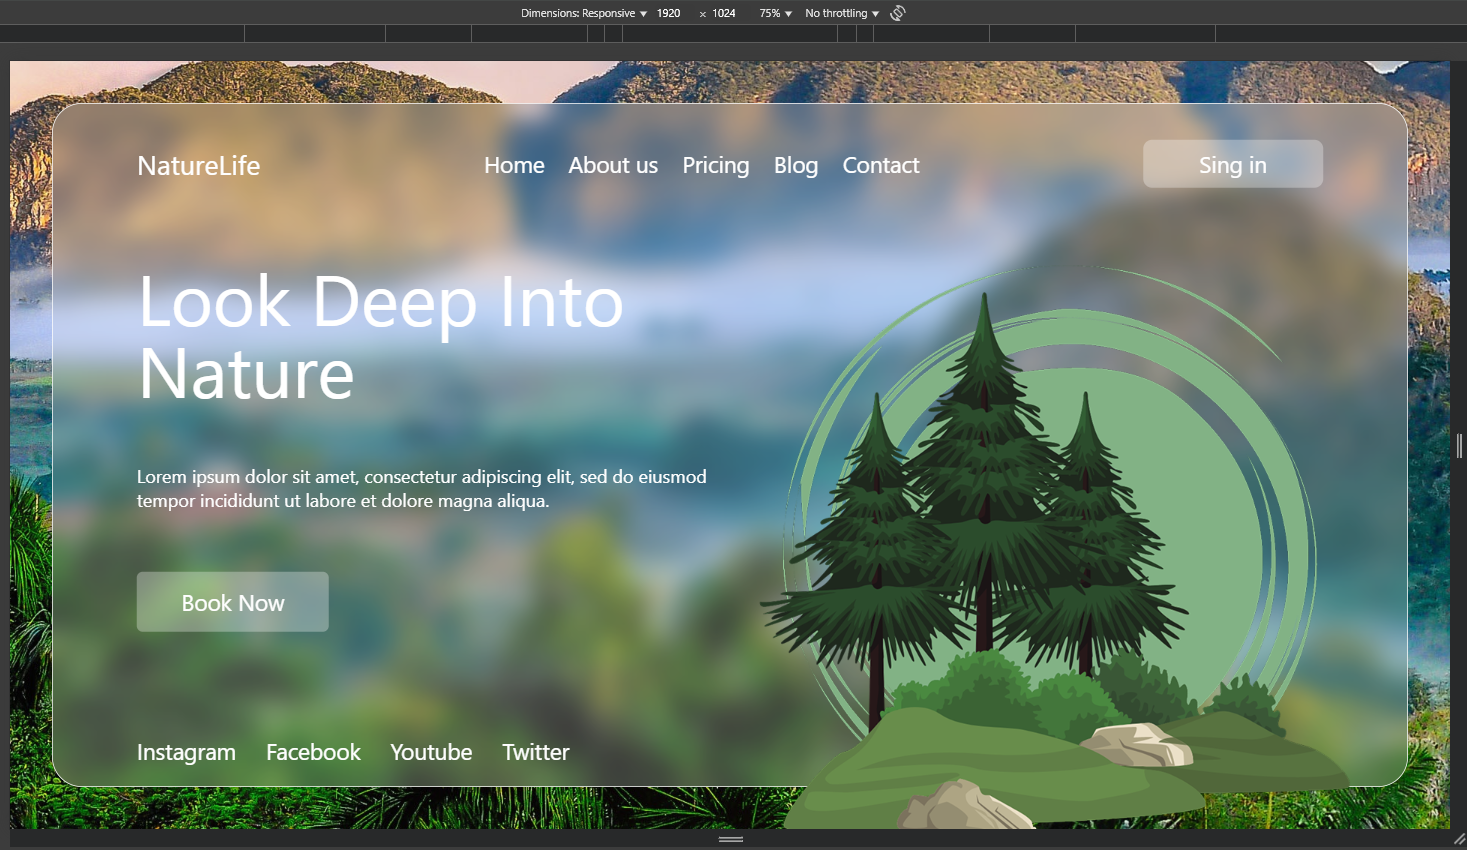 Dimensions: Responsive 1920 × 1024 75% No throttling
NatureLife Home About us Pricing Blog Contact Sing in
Look Deep Into
Nature
Lorem ipsum dolor sit amet, consectetur adipiscing elit, sed do eiusmod
tempor incididunt ut labore et dolore magna aliqua.
Book Now
Instagram Facebook Youtube Twitter